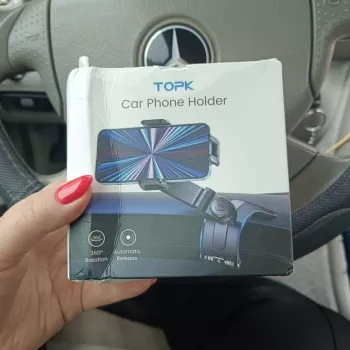 TOPK
Car Phone Holder
360°
Rotation
Automatic
Release